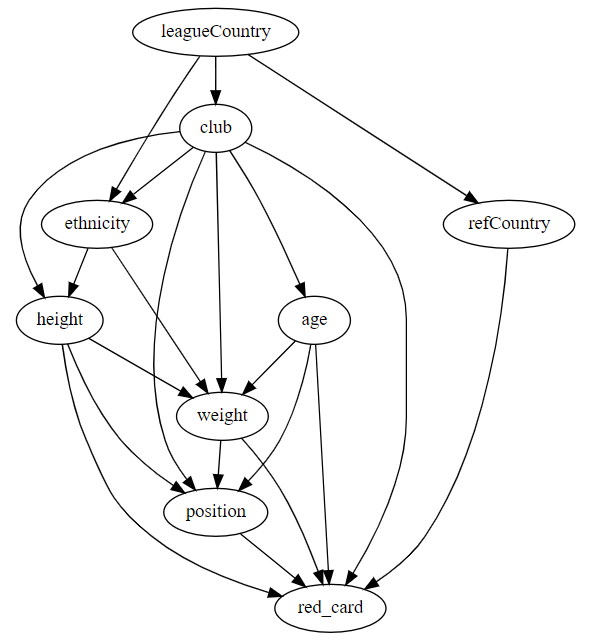 leagueCountry
club
ethnicity
refCountry
height
age
weight
position
red_card